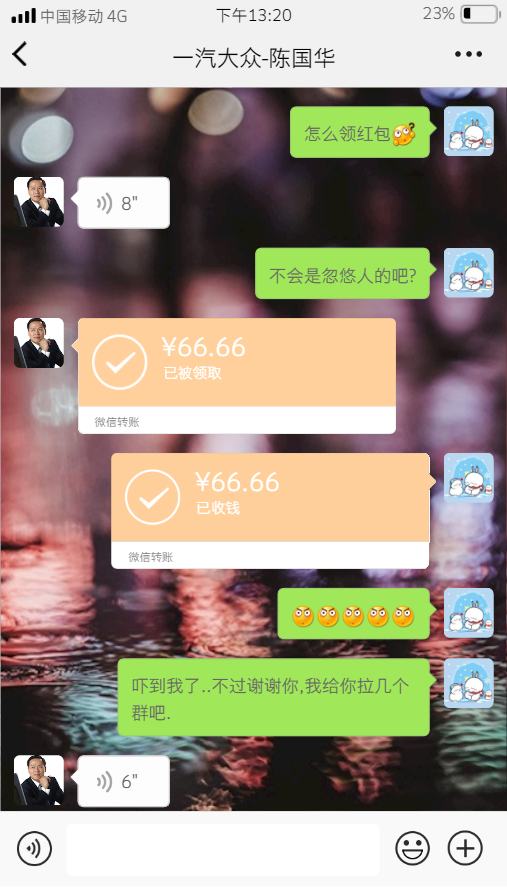 中国移动 4G 下午13:20 23%
一汽大众-陈国华
怎么领红包
8"
不会是忽悠人的吧?
¥66.66
已被领取
微信转账
¥66.66
已收钱
微信转账
吓到我了..不过谢谢你,我给你拉几个
群吧.
6"